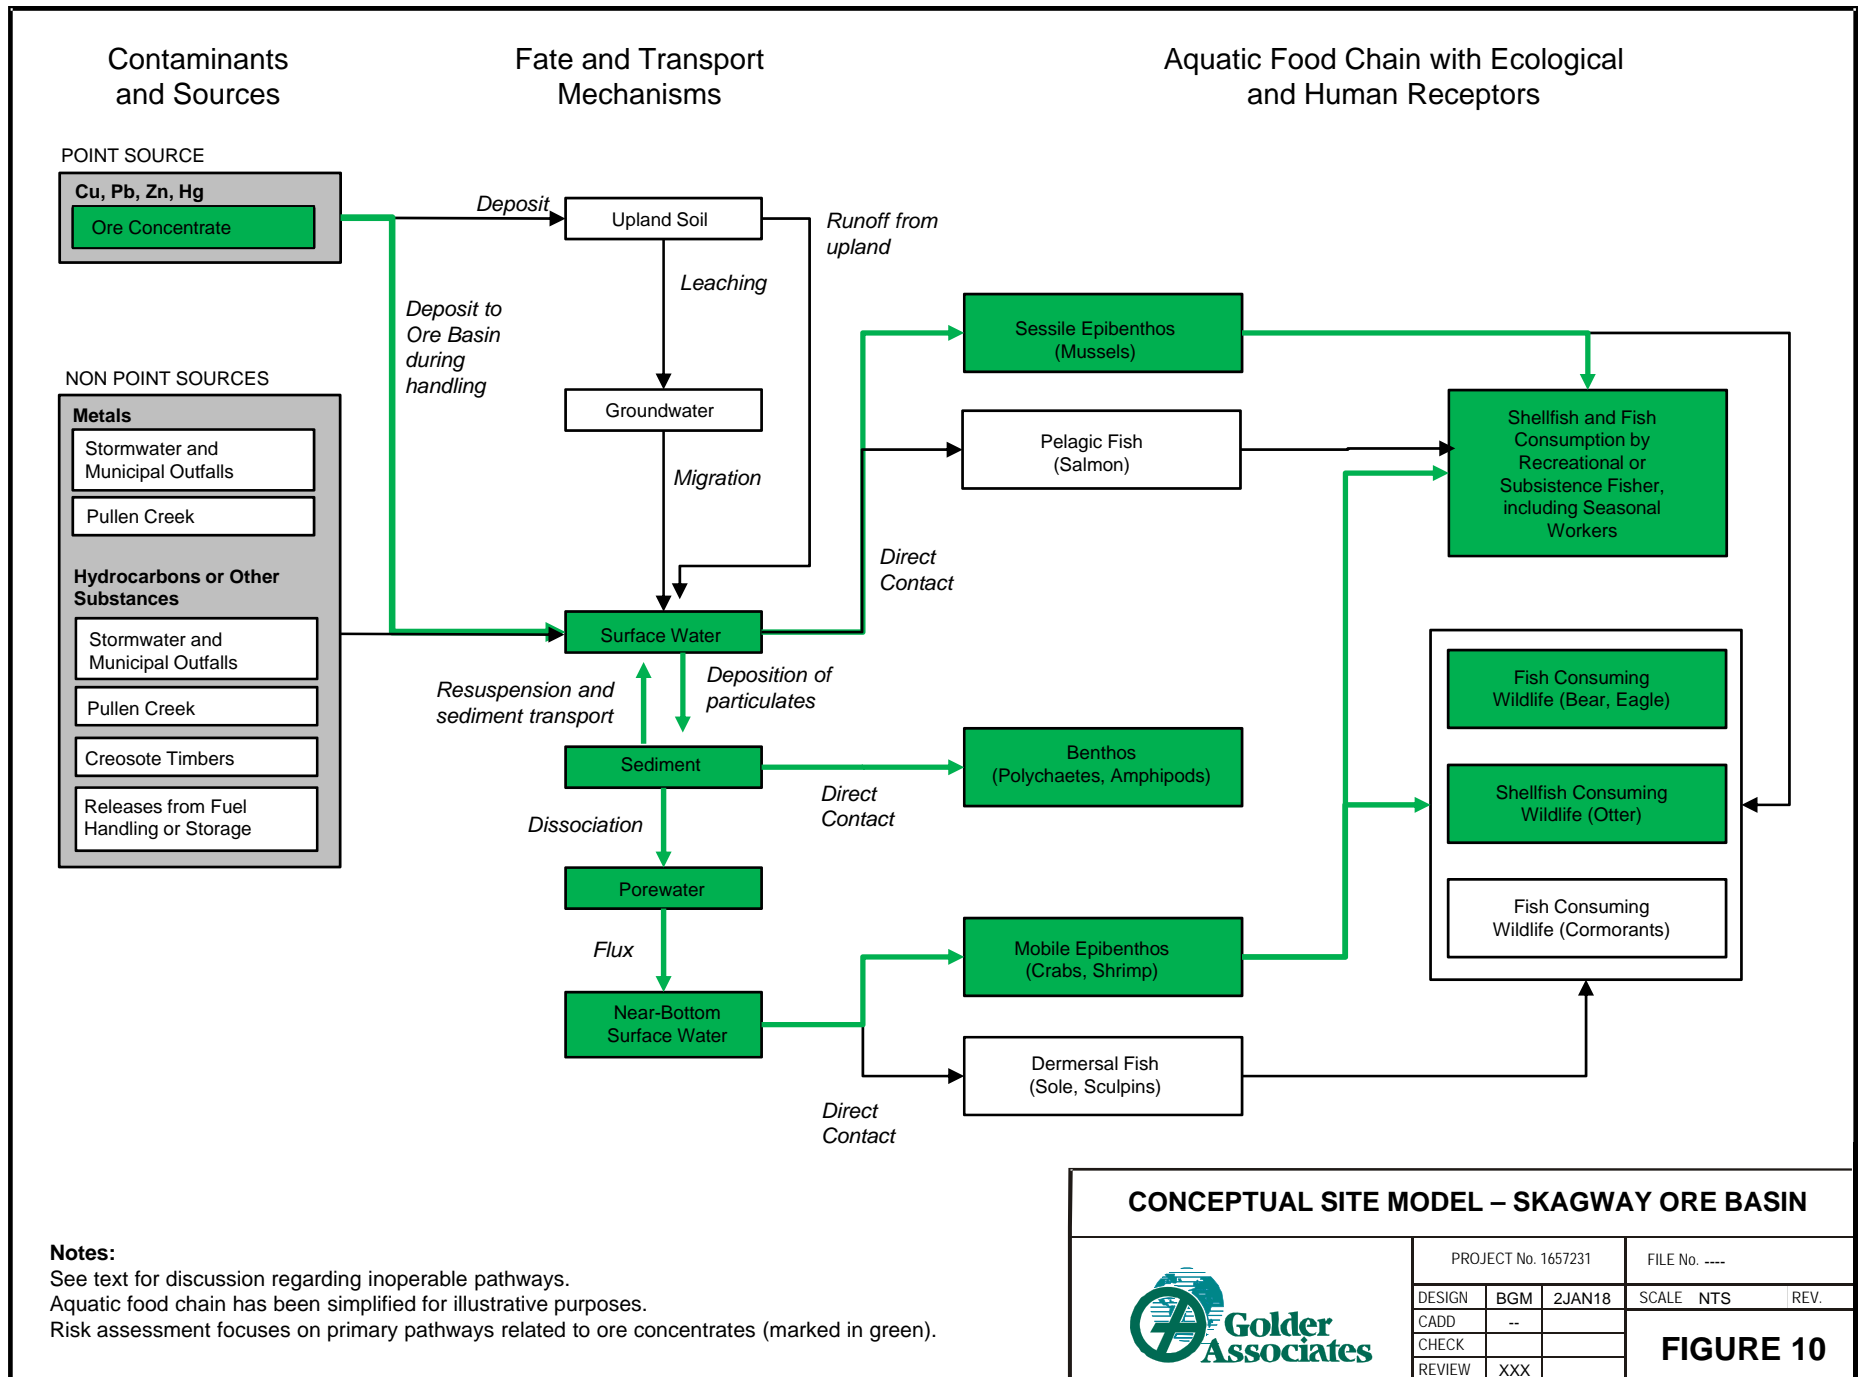 Contaminants
and Sources
Fate and Transport
Mechanisms
Aquatic Food Chain with Ecological
and Human Receptors
POINT SOURCE
Cu, Pb, Zn, Hg
Ore Concentrate
NON POINT SOURCES
Metals
Stormwater and
Municipal Outfalls
Pullen Creek
Hydrocarbons or Other
Substances
Stormwater and
Municipal Outfalls
Pullen Creek
Creosote Timbers
Releases from Fuel
Handling or Storage
Deposit
Deposit to
Ore Basin
during
handling
Upland Soil
Runoff from
upland
Leaching
Groundwater
Migration
Surface Water
Direct
Contact
Resuspension and
sediment transport
Deposition of
particulates
Sediment
Direct
Contact
Dissociation
Porewater
Flux
Near-Bottom
Surface Water
Direct
Contact
Sessile Epibenthos
(Mussels)
Pelagic Fish
(Salmon)
Benthos
(Polychaetes, Amphipods)
Mobile Epibenthos
(Crabs, Shrimp)
Dermersal Fish
(Sole, Sculpins)
Shellfish and Fish
Consumption by
Recreational or
Subsistence Fisher,
including Seasonal
Workers
Fish Consuming
Wildlife (Bear, Eagle)
Shellfish Consuming
Wildlife (Otter)
Fish Consuming
Wildlife (Cormorants)
Notes:
See text for discussion regarding inoperable pathways.
Aquatic food chain has been simplified for illustrative purposes.
Risk assessment focuses on primary pathways related to ore concentrates (marked in green).
CONCEPTUAL SITE MODEL – SKAGWAY ORE BASIN
Golder
Associates
PROJECT No. 1657231
FILE No. ----
DESIGN BGM 2JAN18
SCALE NTS
REV.
CADD --
CHECK
REVIEW XXX
FIGURE 10